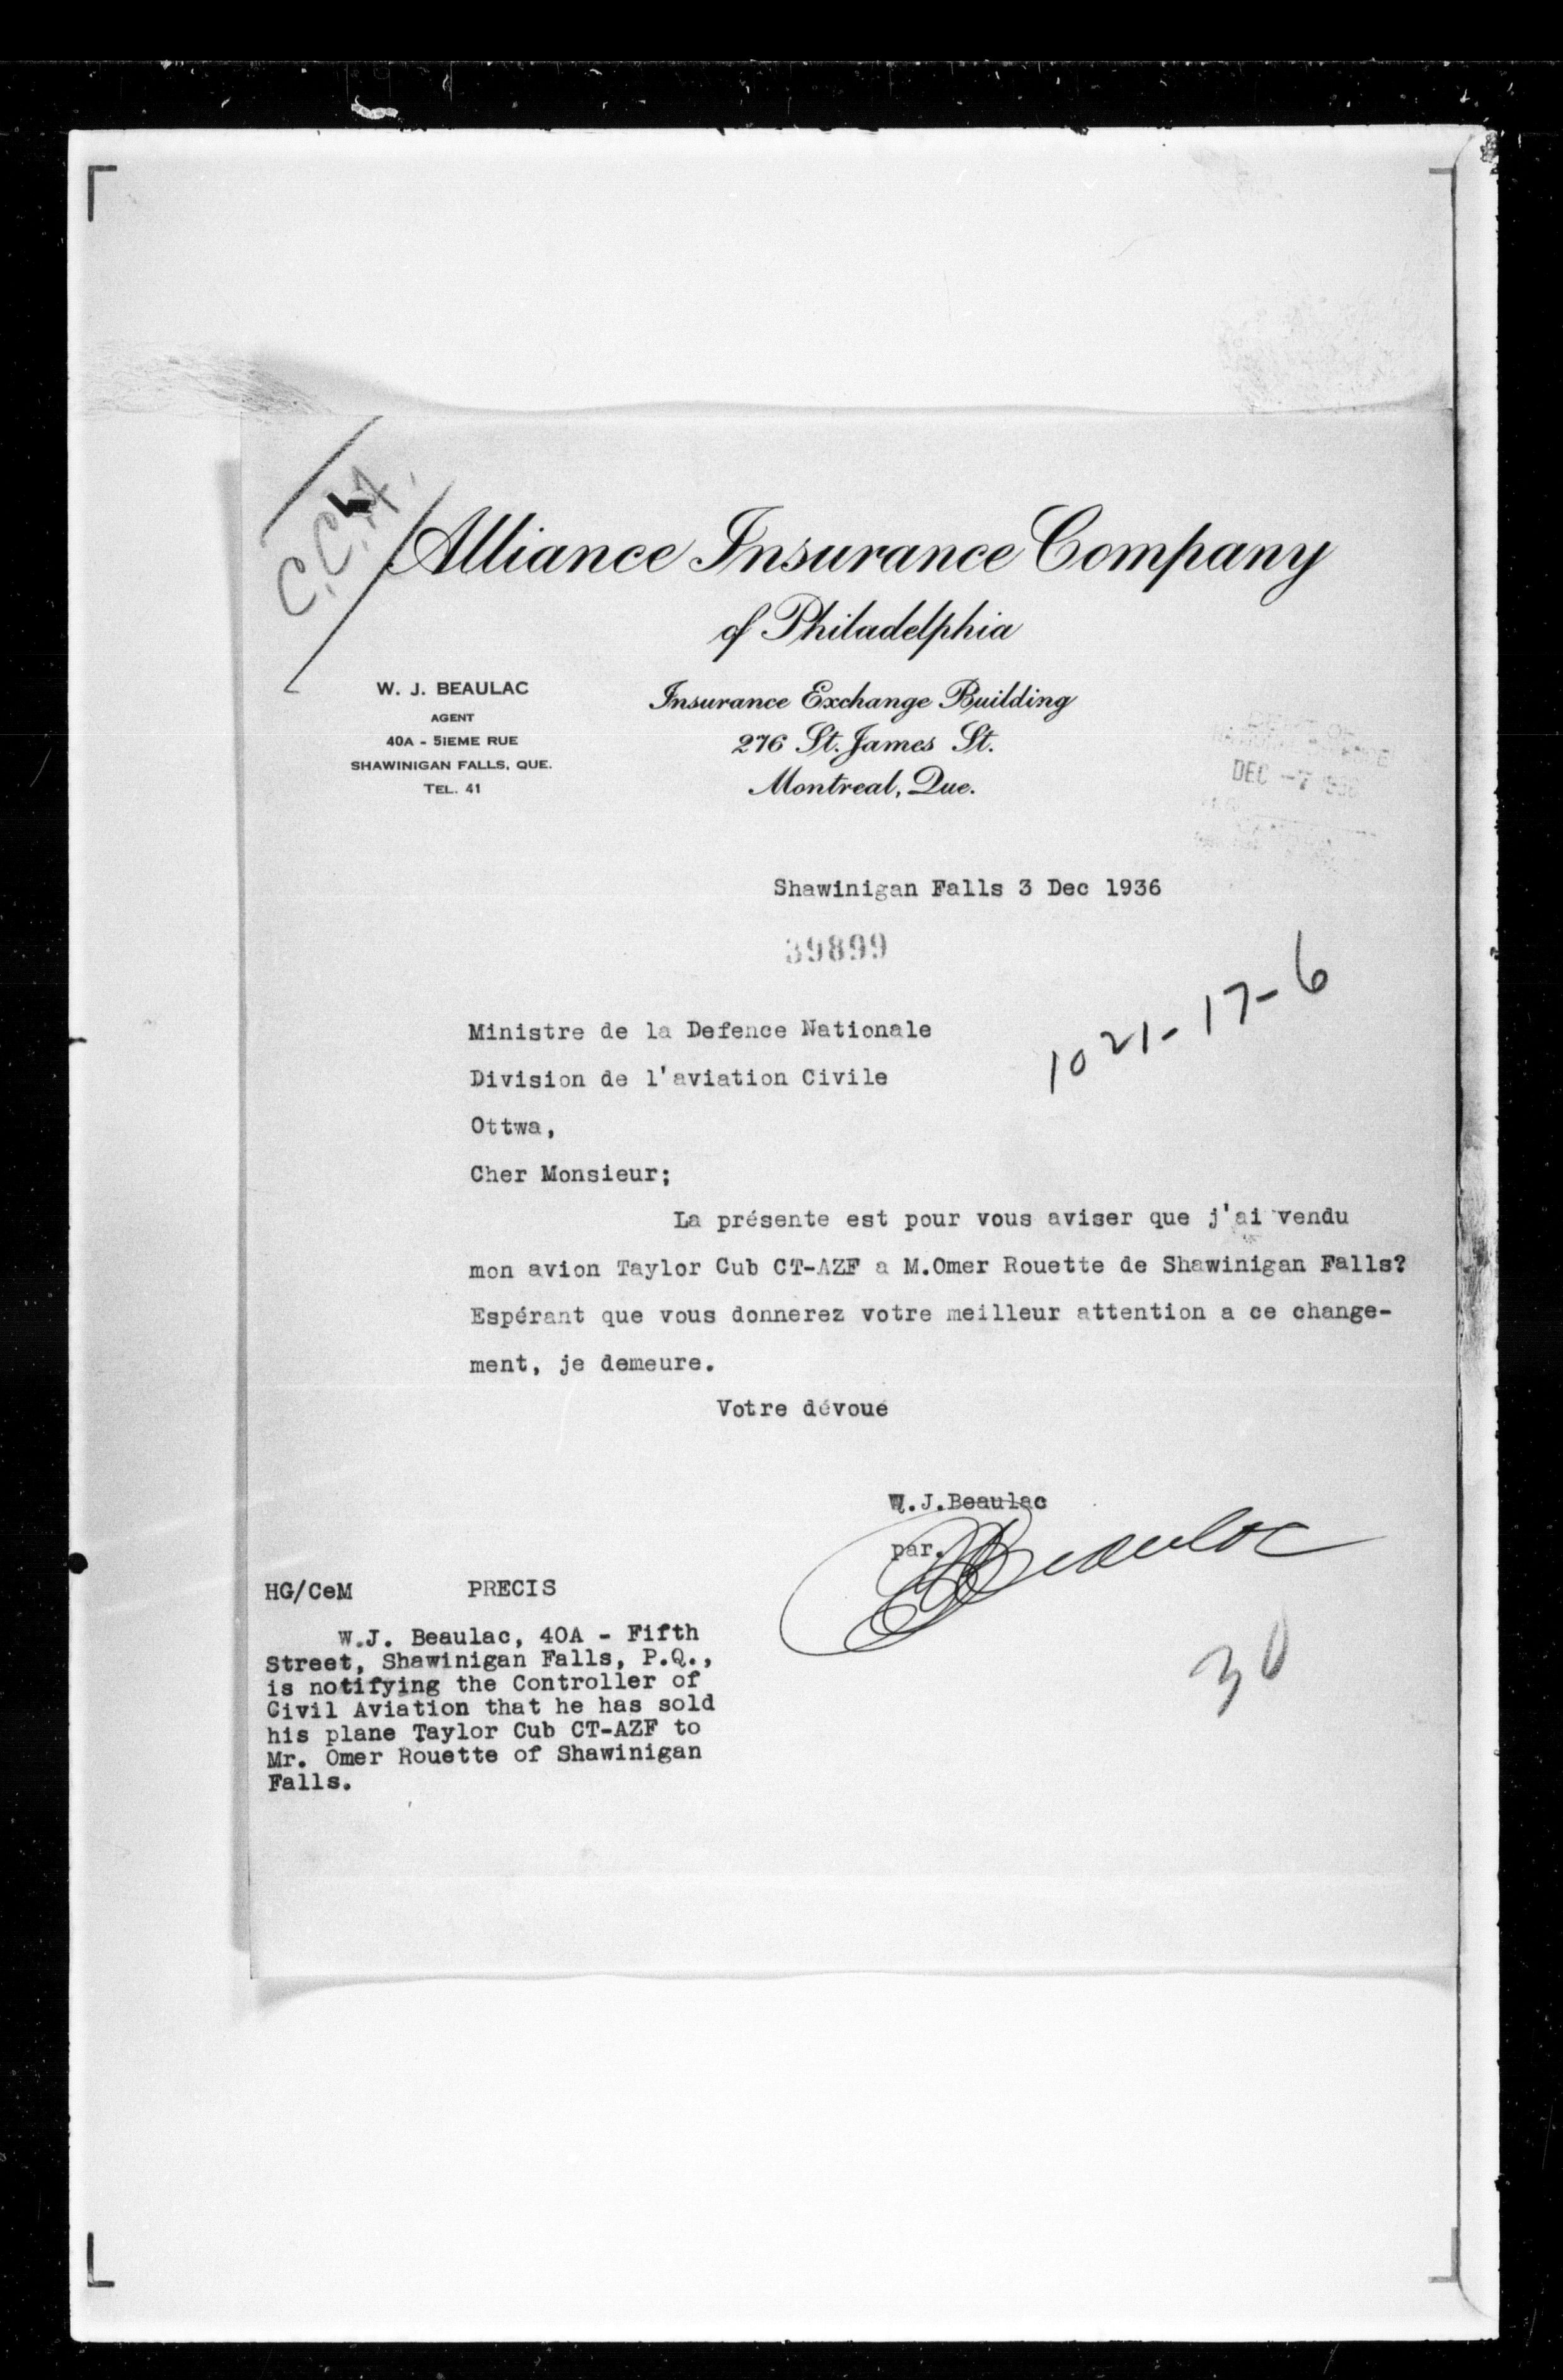 C.C.A.
Alliance Insurance Company
of Philadelphia
W. J. BEAULAC
AGENT
40A - 5IEME RUE
SHAWINIGAN FALLS, QUE.
TEL. 41
Insurance Exchange Building
276 St. James St.
Montreal, Que.
DEPT OF
DEC -7 1936
Shawinigan Falls 3 Dec 1936
39899
1021-17-6
Ministre de la Defence Nationale
Division de l'aviation Civile
Ottwa,
Cher Monsieur;
La présente est pour vous aviser que j'ai vendu
mon avion Taylor Cub CT-AZF a M.Omer Rouette de Shawinigan Falls?
Espérant que vous donnerez votre meilleur attention a ce change-
ment, je demeure.
Votre dévoué
W.J.Beaulac
par.
Beaulac
HG/CeM PRECIS
W.J. Beaulac, 40A - Fifth
Street, Shawinigan Falls, P.Q.,
is notifying the Controller of
Civil Aviation that he has sold
his plane Taylor Cub CT-AZF to
Mr. Omer Rouette of Shawinigan
Falls.
30